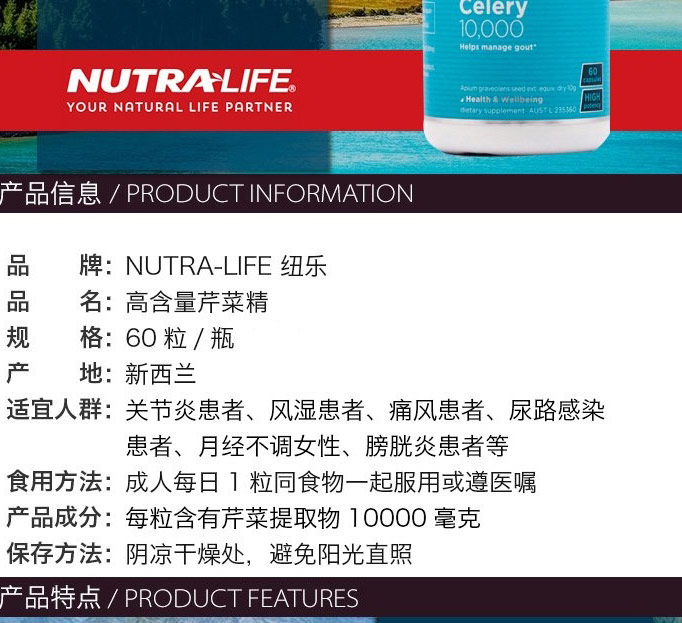 Celery
10,000
Helps manage gout*
NUTRA-LIFE®
YOUR NATURAL LIFE PARTNER
60
capsules
Apium graveolens seed ext. equiv. dry 10g
HIGH
potency
Health & Wellbeing
dietary supplement AUST L 235360
产品信息 / PRODUCT INFORMATION
品 牌：NUTRA-LIFE 纽乐
品 名：高含量芹菜精
规 格：60 粒 / 瓶
产 地：新西兰
适宜人群：关节炎患者、风湿患者、痛风患者、尿路感染
患者、月经不调女性、膀胱炎患者等
食用方法：成人每日 1 粒同食物一起服用或遵医嘱
产品成分：每粒含有芹菜提取物 10000 毫克
保存方法：阴凉干燥处，避免阳光直照
产品特点 / PRODUCT FEATURES